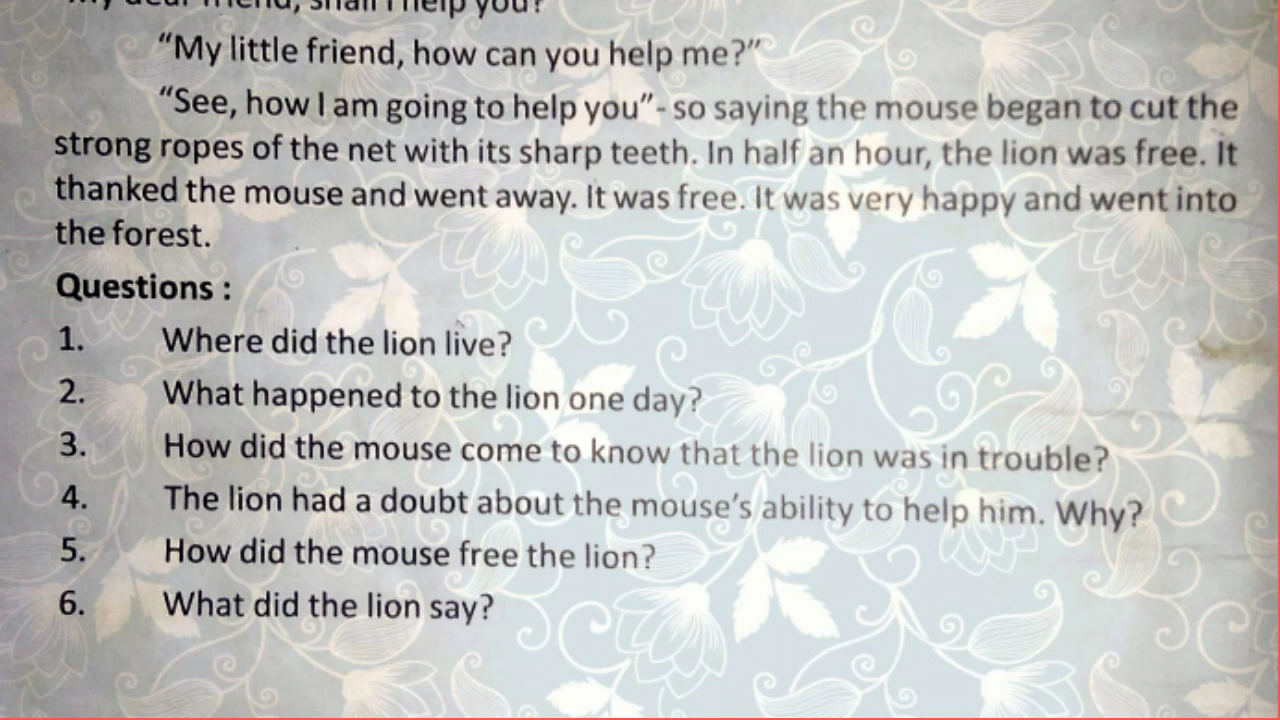 "My dear friend, shall I help you?
"My little friend, how can you help me?"
"See, how I am going to help you"- so saying the mouse began to cut the
strong ropes of the net with its sharp teeth. In half an hour, the lion was free. It
thanked the mouse and went away. It was free. It was very happy and went into
the forest.
Questions :
1. Where did the lion live?
2. What happened to the lion one day?
3. How did the mouse come to know that the lion was in trouble?
4. The lion had a doubt about the mouse's ability to help him. Why?
5. How did the mouse free the lion?
6. What did the lion say?